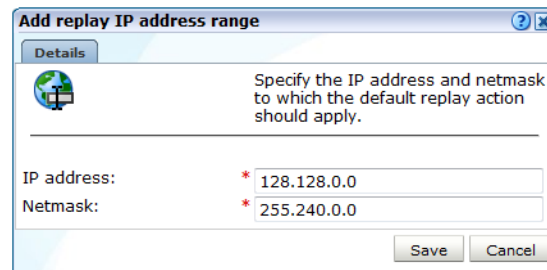 Add replay IP address range
Details
Specify the IP address and netmask
to which the default replay action
should apply.
IP address: * 128.128.0.0
Netmask: * 255.240.0.0
Save Cancel